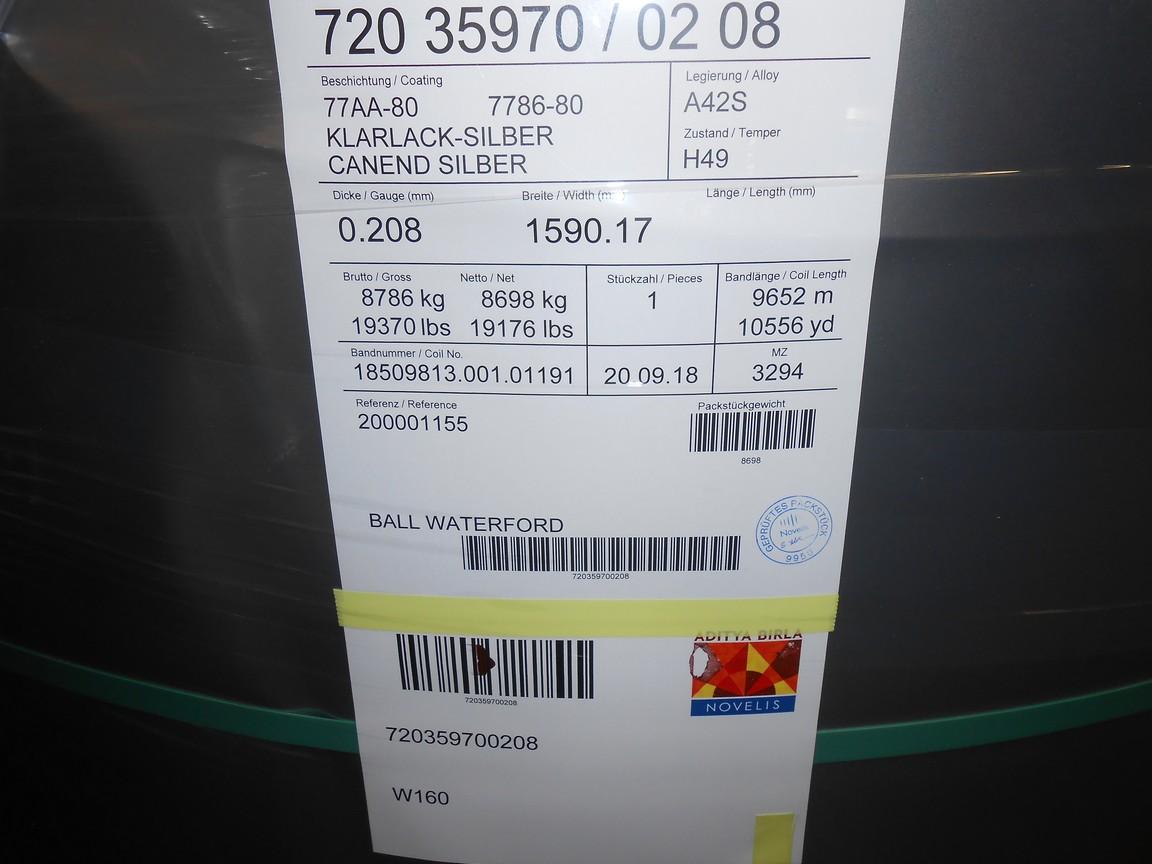 720 35970 / 02 08
Beschichtung / Coating
77AA-80 7786-80
KLARLACK-SILBER
CANEND SILBER
Legierung / Alloy
A42S
Zustand / Temper
H49
Dicke / Gauge (mm) Breite / Width Länge / Length (mm)
0.208 1590.17
Brutto / Gross Netto / Net Stückzahl / Pieces Bandlänge / Coil Length
8786 kg 8698 kg 1 9652 m
19370 lbs 19176 lbs 10556 yd
Bandnummer / Coil No. MZ
18509813.001.01191 20.09.18 3294
Referenz / Reference Packstückgewicht
200001155
8698
GEPRÜFTES PACKSTÜCK
Novelis
BALL WATERFORD
720359700208
ADITYA BIRLA
NOVELIS
720359700208
720359700208
W160